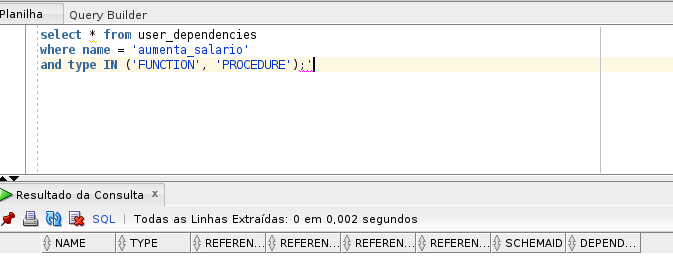 Planilha Query Builder
select * from user_dependencies
where name = 'aumenta_salario'
and type IN ('FUNCTION', 'PROCEDURE');'
Resultado da Consulta x
SQL | Todas as Linhas Extraídas: 0 em 0,002 segundos
NAME TYPE REFEREN... REFEREN... REFEREN... REFEREN... SCHEMAID DEPEND...